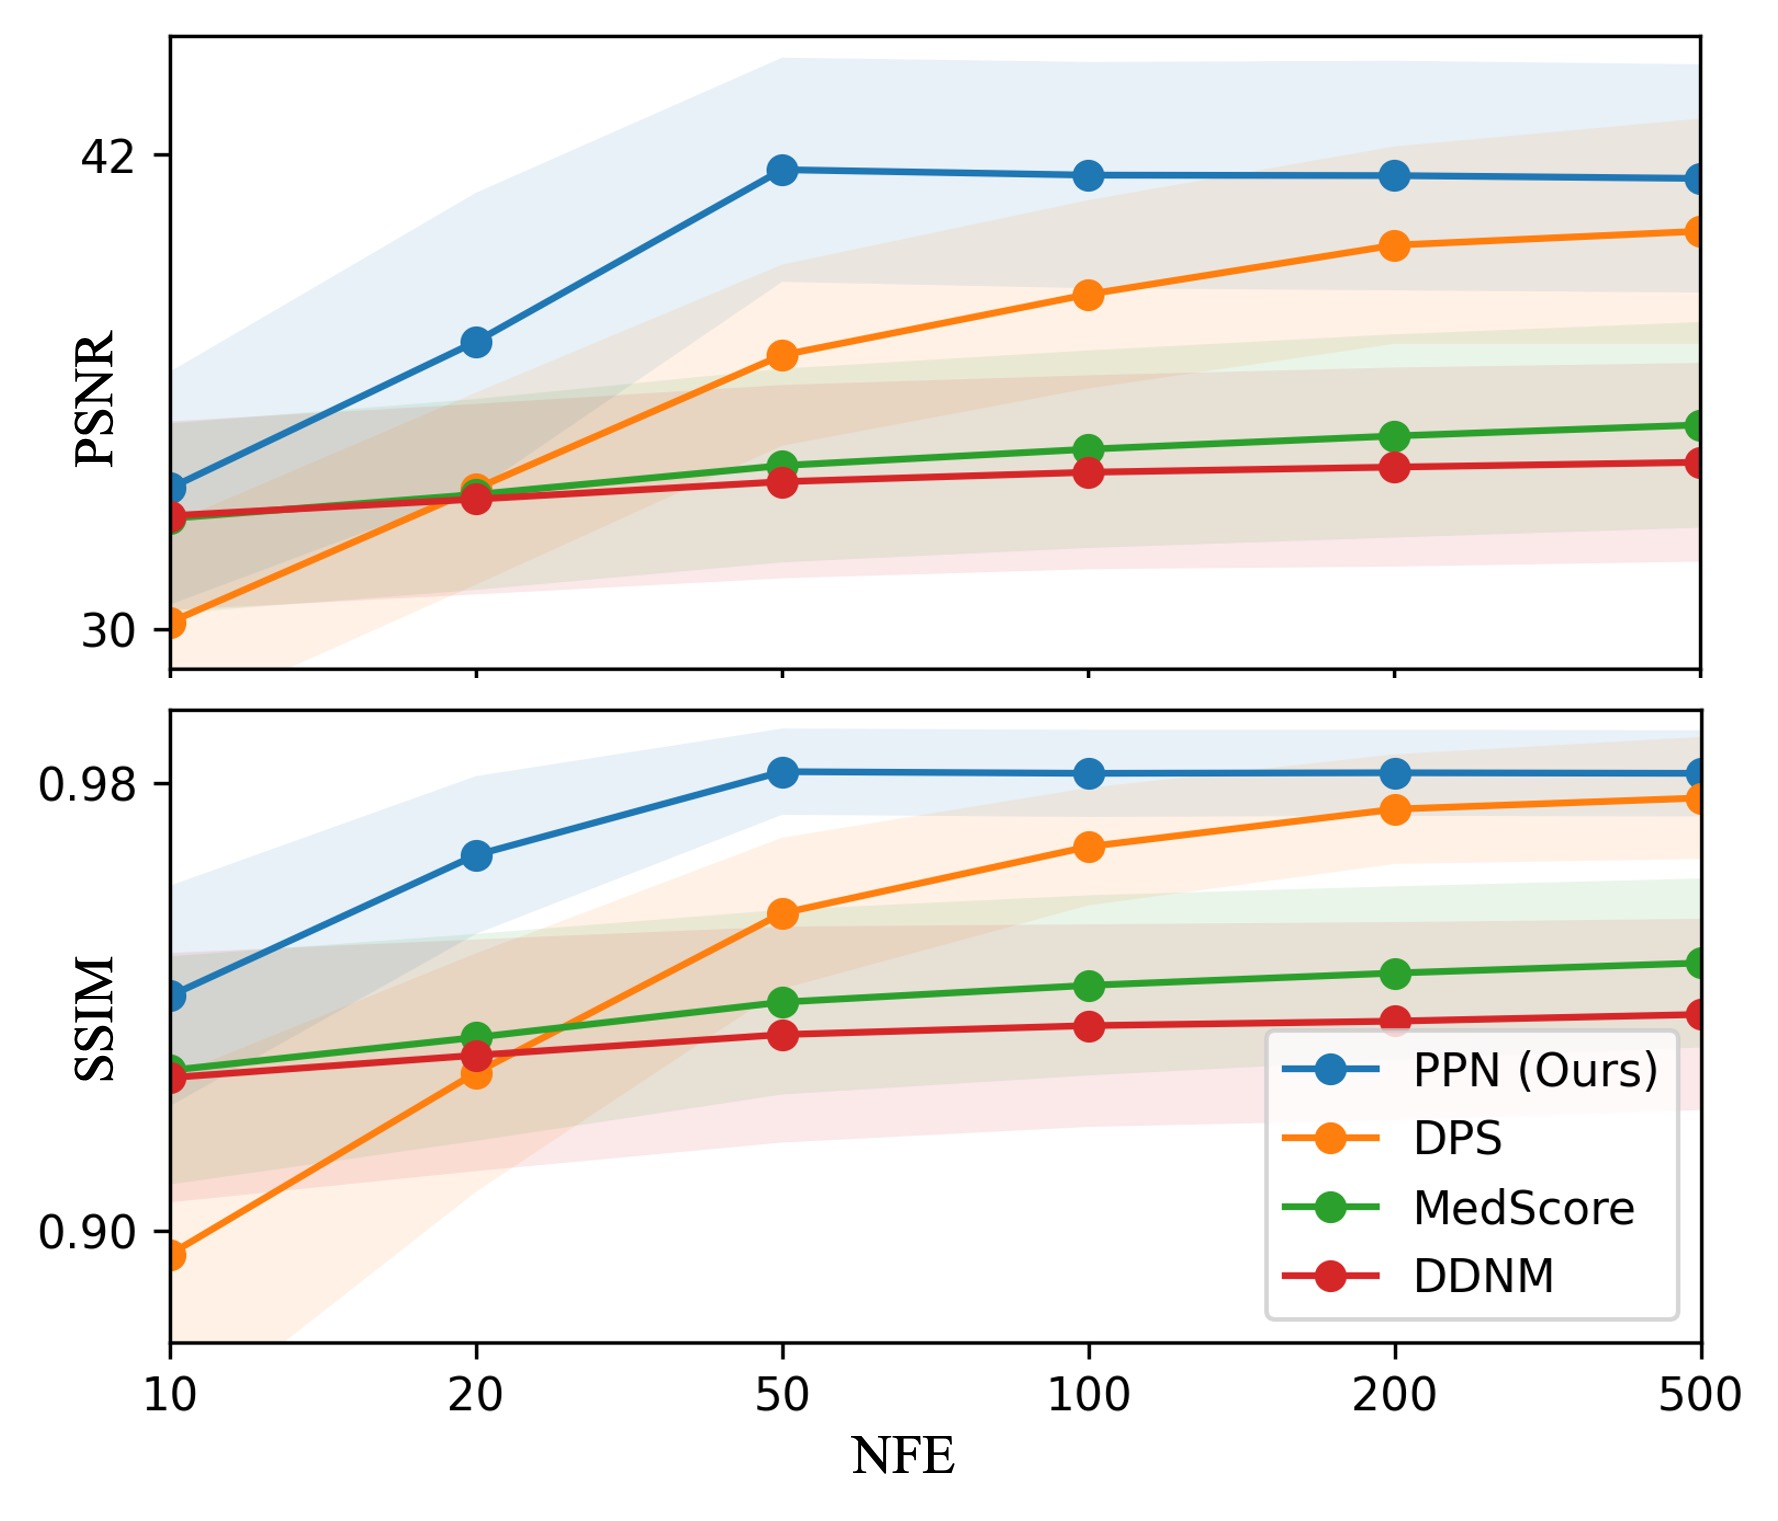 42
PSNR
30
0.98
SSIM
0.90
PPN (Ours)
DPS
MedScore
DDNM
10 20 50 100 200 500
NFE